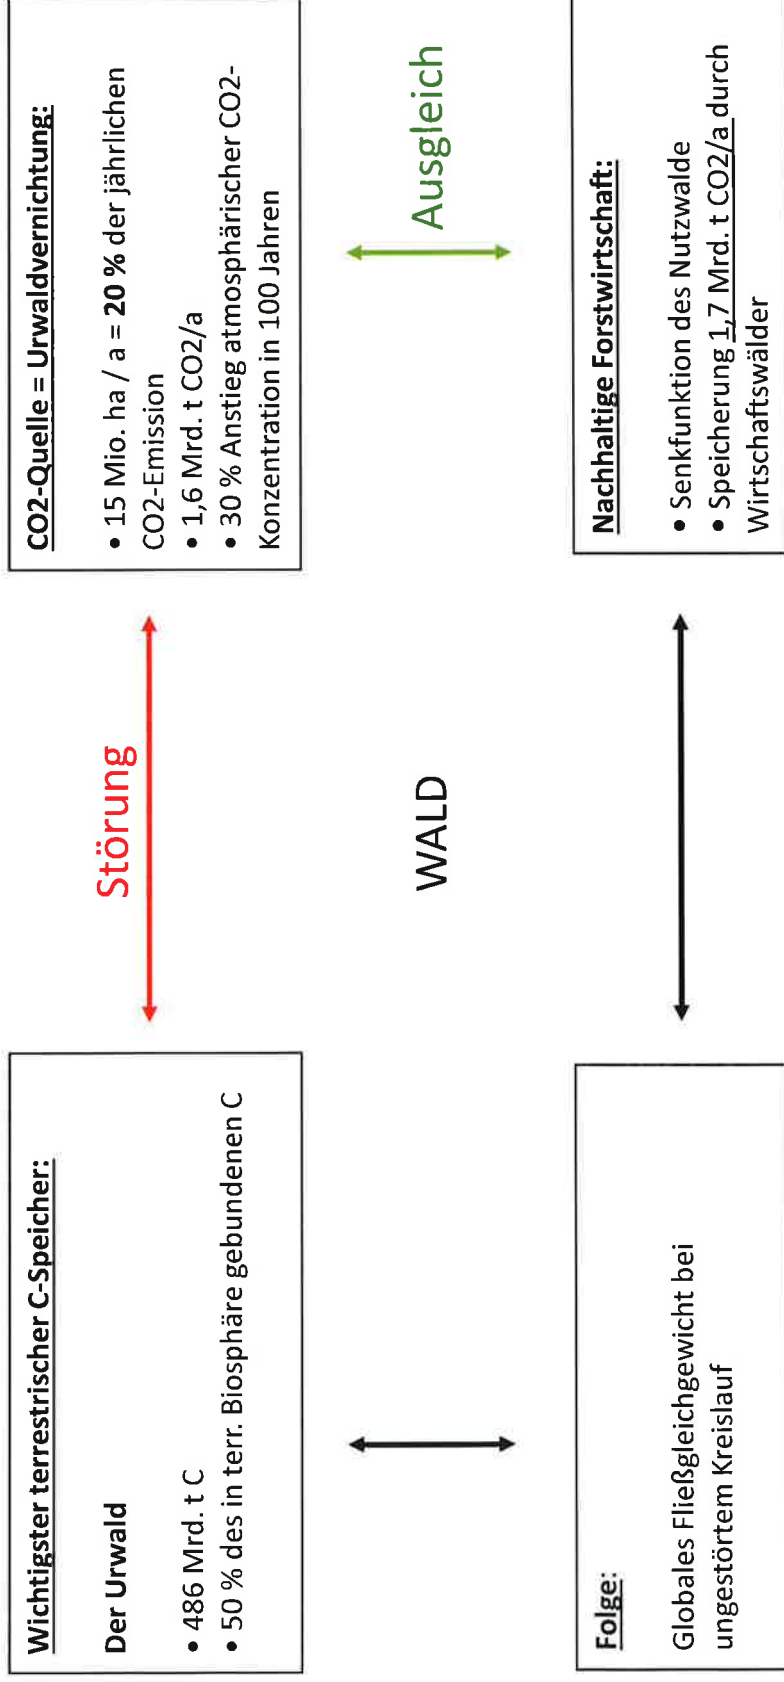 Wichtigster terrestrischer C-Speicher:
Der Urwald
• 486 Mrd. t C
• 50 % des in terr. Biosphäre gebundenen C
Störung
CO2-Quelle = Urwaldvernichtung:
• 15 Mio. ha / a = 20 % der jährlichen
CO2-Emission
• 1,6 Mrd. t CO2/a
• 30 % Anstieg atmosphärischer CO2-
Konzentration in 100 Jahren
WALD
Ausgleich
Folge:
Globales Fließgleichgewicht bei
ungestörtem Kreislauf
Nachhaltige Forstwirtschaft:
• Senkfunktion des Nutzwalde
• Speicherung 1,7 Mrd. t CO2/a durch
Wirtschaftswälder